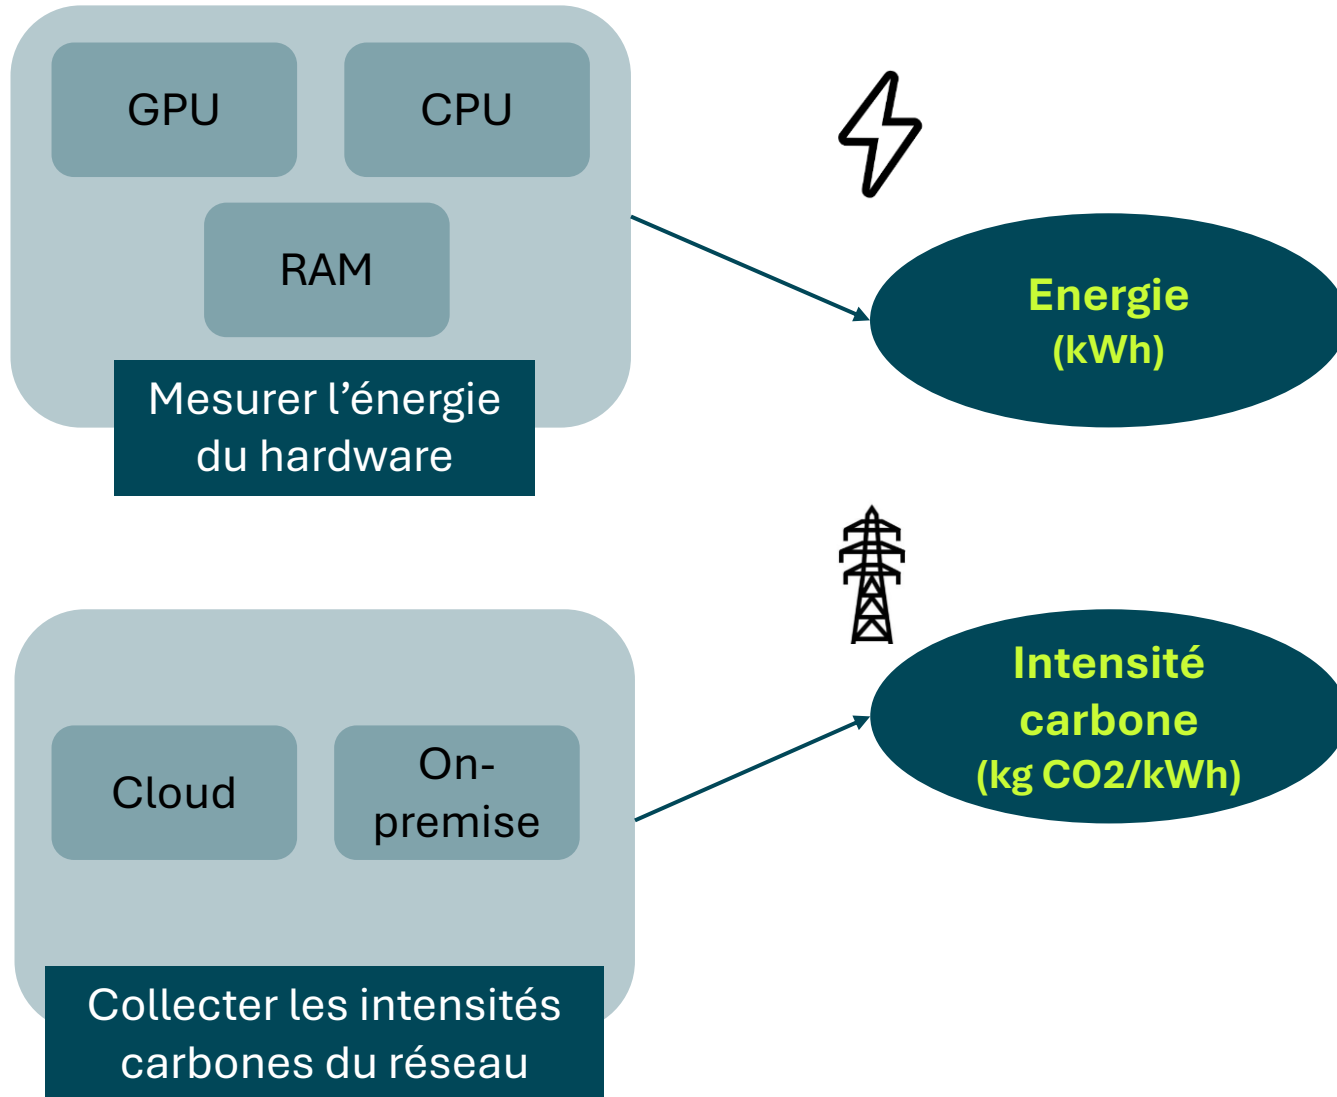 GPU
CPU
RAM
Mesurer l’énergie
du hardware
Energie
(kWh)
Cloud
On-
premise
Collecter les intensités
carbones du réseau
Intensité
carbone
(kg CO2/kWh)